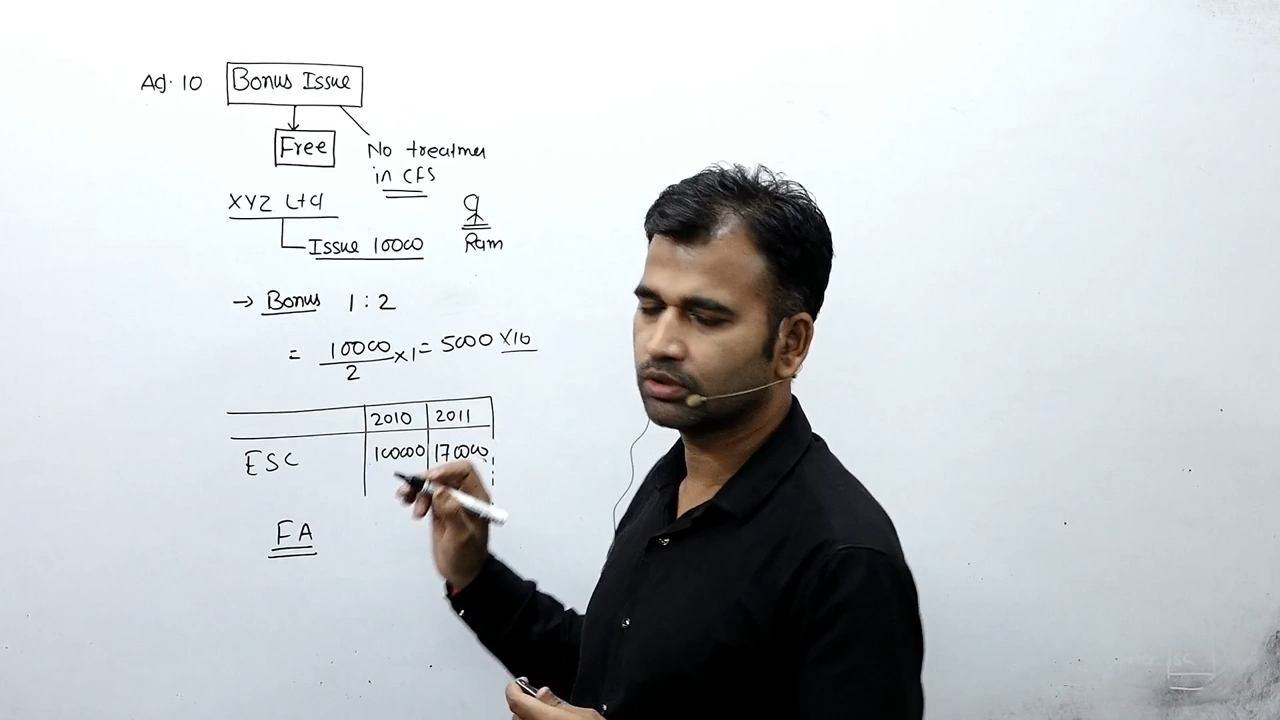 Adj. 10 Bonus Issue
Free
No treatmen
in CFS
XYZ Ltd
Issue 10000
Ram
→ Bonus 1 : 2
= 10000/2 ×1 = 5000 ×10
2010 2011
ESC 100000 170000
FA